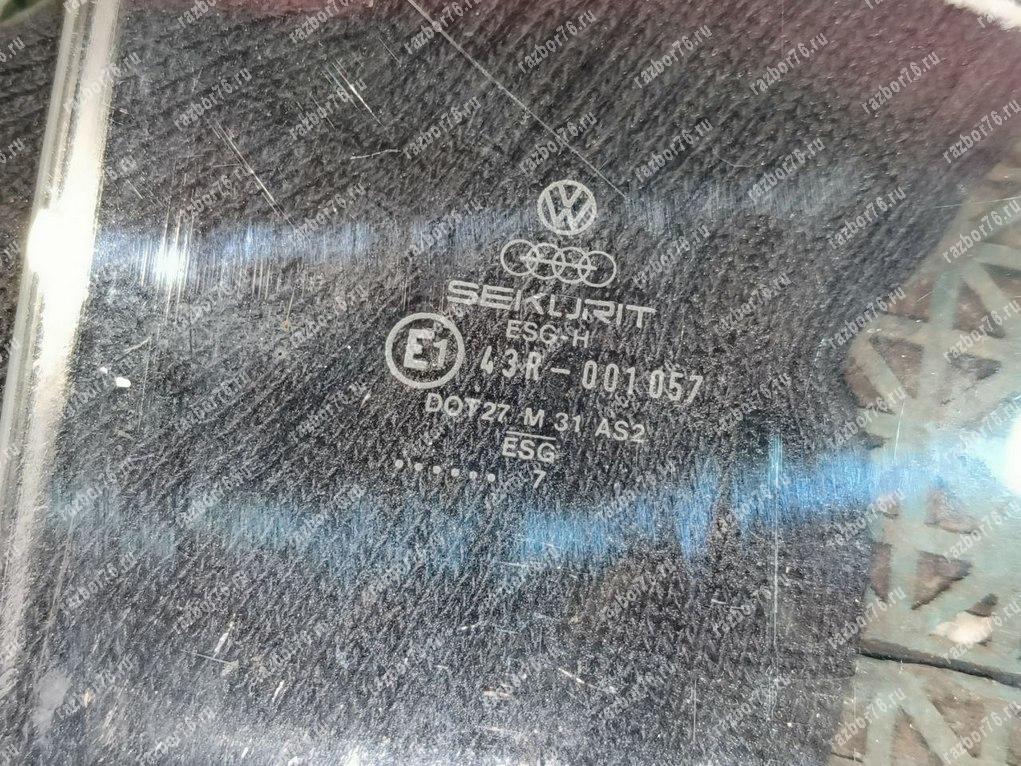 SEKURIT
ESG-H
E1 43R-001057
DOT27 M 31 AS2
ESG
...... 7
razbor76.ru